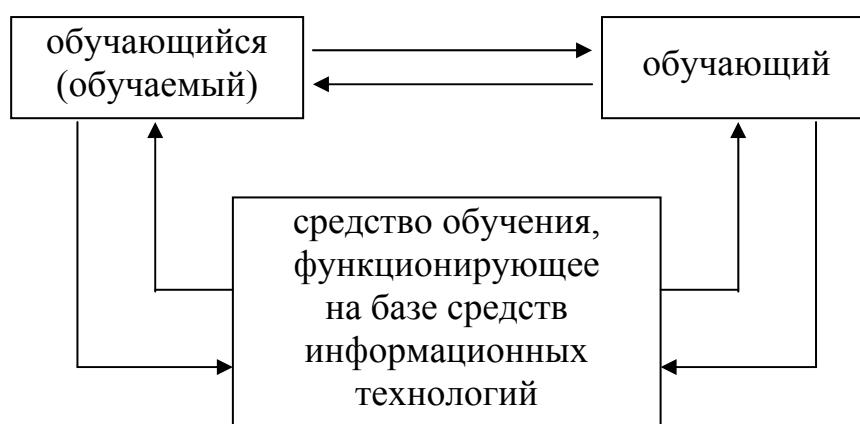 обучающийся
(обучаемый)
обучающий
средство обучения,
функционирующее
на базе средств
информационных
технологий